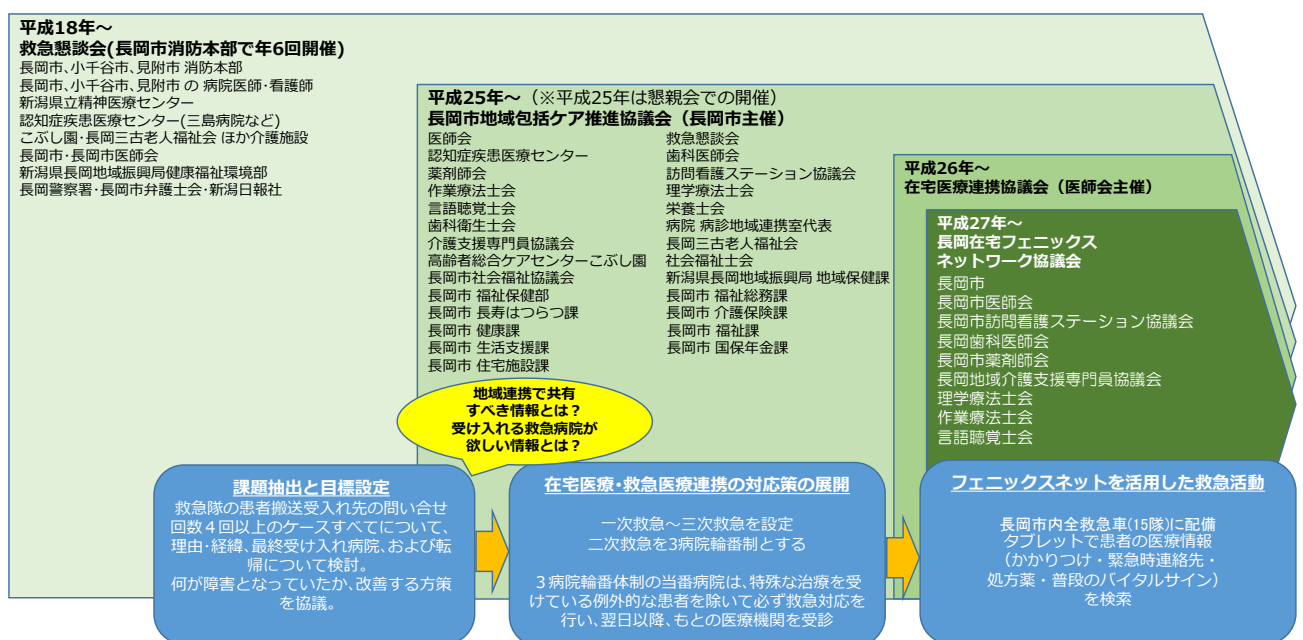 平成18年～
救急懇談会(長岡市消防本部で年6回開催)
長岡市、小千谷市、見附市 消防本部
長岡市、小千谷市、見附市 の 病院医師・看護師
新潟県立精神医療センター
認知症疾患医療センター(三島病院など)
こぶし園・長岡三古老人福祉会 ほか介護施設
長岡市・長岡市医師会
新潟県長岡地域振興局健康福祉環境部
長岡警察署・長岡市弁護士会・新潟日報社
平成25年～（※平成25年は懇親会での開催）
長岡市地域包括ケア推進協議会（長岡市主催）
医師会
認知症疾患医療センター
薬剤師会
作業療法士会
言語聴覚士会
歯科衛生士会
介護支援専門員協議会
高齢者総合ケアセンターこぶし園
長岡市社会福祉協議会
長岡市 福祉保健部
長岡市 長寿はつらつ課
長岡市 健康課
長岡市 生活支援課
長岡市 住宅施設課
救急懇談会
歯科医師会
訪問看護ステーション協議会
理学療法士会
栄養士会
病院 病診地域連携室代表
長岡三古老人福祉会
社会福祉士会
新潟県長岡地域振興局 地域保健課
長岡市 福祉総務課
長岡市 介護保険課
長岡市 福祉課
長岡市 国保年金課
平成26年～
在宅医療連携協議会（医師会主催）
平成27年～
長岡在宅フェニックス
ネットワーク協議会
長岡市
長岡市医師会
長岡市訪問看護ステーション協議会
長岡歯科医師会
長岡市薬剤師会
長岡地域介護支援専門員協議会
理学療法士会
作業療法士会
言語聴覚士会
地域連携で共有
すべき情報とは？
受け入れる救急病院が
欲しい情報とは？
課題抽出と目標設定
救急隊の患者搬送受入れ先の問い合せ
回数４回以上のケースすべてについて、
理由・経緯、最終受け入れ病院、および転
帰について検討。
何が障害となっていたか、改善する方策
を協議。
在宅医療・救急医療連携の対応策の展開
一次救急～三次救急を設定
二次救急を3病院輪番制とする
３病院輪番体制の当番病院は、特殊な治療を受
けている例外的な患者を除いて必ず救急対応を
行い、翌日以降、もとの医療機関を受診
フェニックスネットを活用した救急活動
長岡市内全救急車(15隊)に配備
タブレットで患者の医療情報
（かかりつけ・緊急時連絡先・
処方薬・普段のバイタルサイン）
を検索